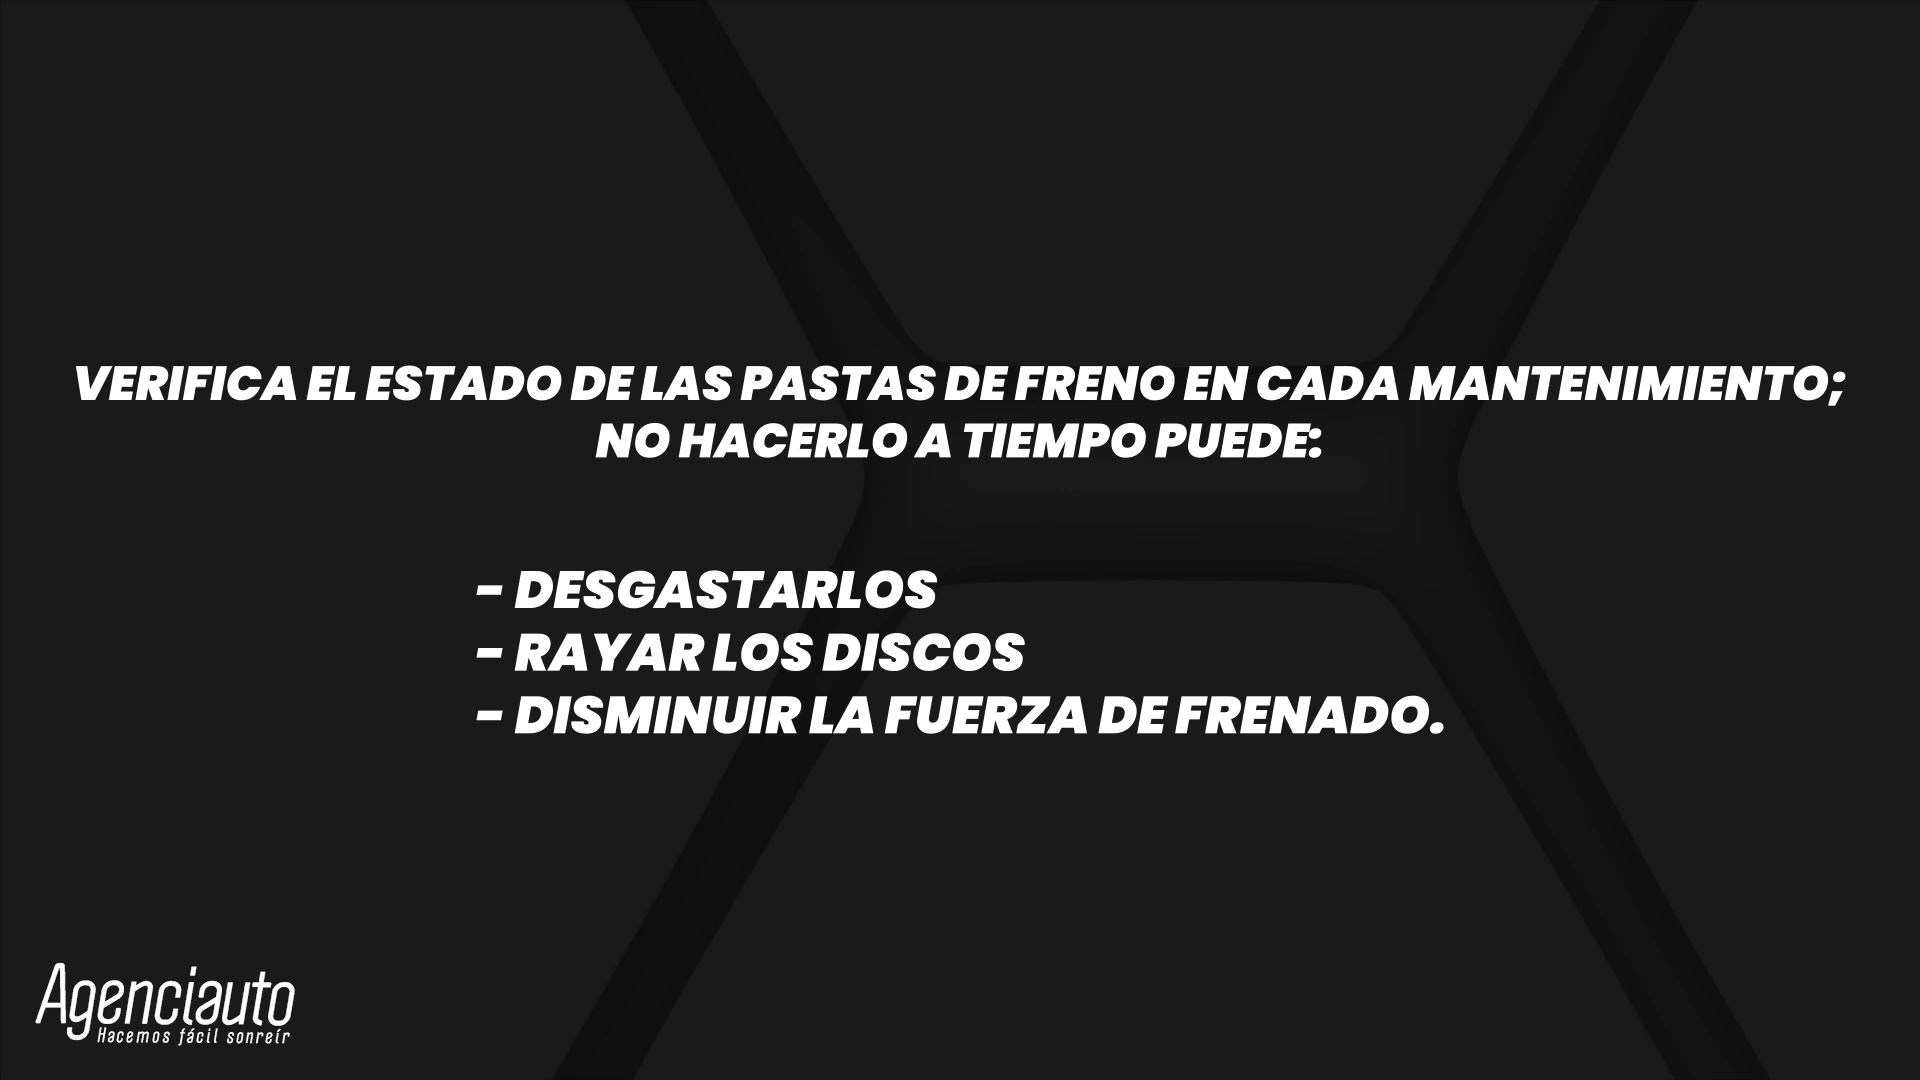 VERIFICA EL ESTADO DE LAS PASTAS DE FRENO EN CADA MANTENIMIENTO;
NO HACERLO A TIEMPO PUEDE:
- DESGASTARLOS
- RAYAR LOS DISCOS
- DISMINUIR LA FUERZA DE FRENADO.
Agenciauto
Hacemos fácil sonreír